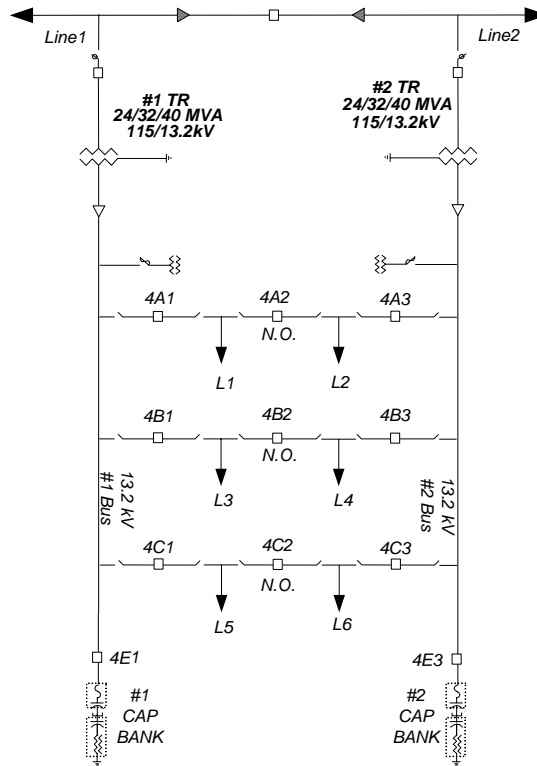 Line1
Line2
#1 TR
24/32/40 MVA
115/13.2kV
#2 TR
24/32/40 MVA
115/13.2kV
4A1
4A2
4A3
N.O.
L1
L2
4B1
4B2
4B3
N.O.
L3
L4
13.2 kV
#1 Bus
13.2 kV
#2 Bus
4C1
4C2
4C3
N.O.
L5
L6
4E1
4E3
#1
CAP
BANK
#2
CAP
BANK